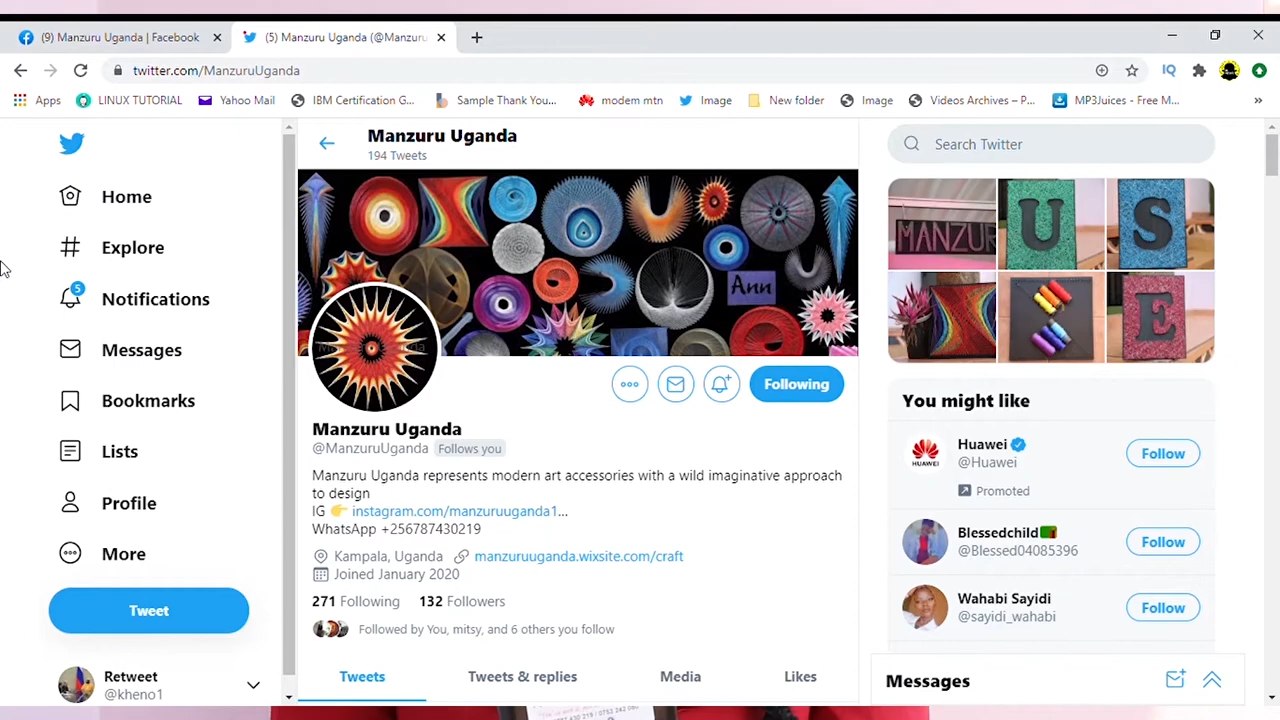 (9) Manzuru Uganda | Facebook
(5) Manzuru Uganda (@Manzuru
twitter.com/ManzuruUganda
IQ
Apps
LINUX TUTORIAL
Yahoo Mail
IBM Certification G...
Sample Thank You...
modem mtn
Image
New folder
Image
Videos Archives – P...
MP3Juices - Free M...
»
Home
Explore
5
Notifications
Messages
Bookmarks
Lists
Profile
More
Tweet
Retweet
@kheno1
Manzuru Uganda
194 Tweets
Ann
Following
Manzuru Uganda
@ManzuruUganda Follows you
Manzuru Uganda represents modern art accessories with a wild imaginative approach
to design
IG 👉 instagram.com/manzuruuganda1...
WhatsApp +256787430219
Kampala, Uganda manzuruuganda.wixsite.com/craft
Joined January 2020
271 Following 132 Followers
Followed by You, mitsy, and 6 others you follow
Tweets Tweets & replies Media Likes
Search Twitter
MANZUR
U
S
E
You might like
Huawei
@Huawei
Follow
Promoted
HUAWEI
Blessedchild🇿🇲
@Blessed04085396
Follow
Wahabi Sayidi
@sayidi_wahabi
Follow
Messages